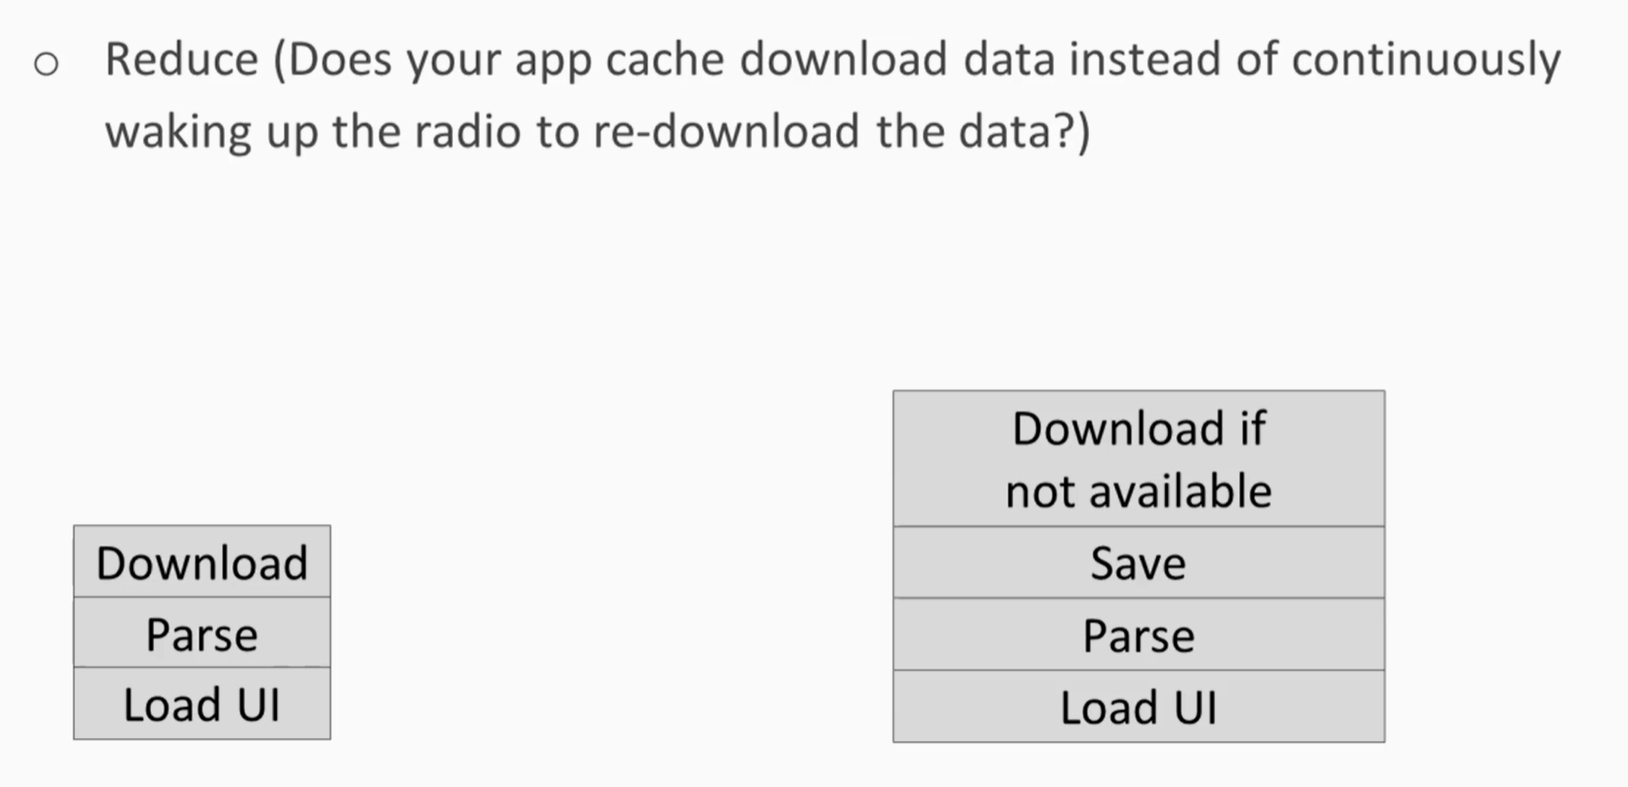 ○ Reduce (Does your app cache download data instead of continuously
waking up the radio to re-download the data?)
Download
Parse
Load UI
Download if
not available
Save
Parse
Load UI